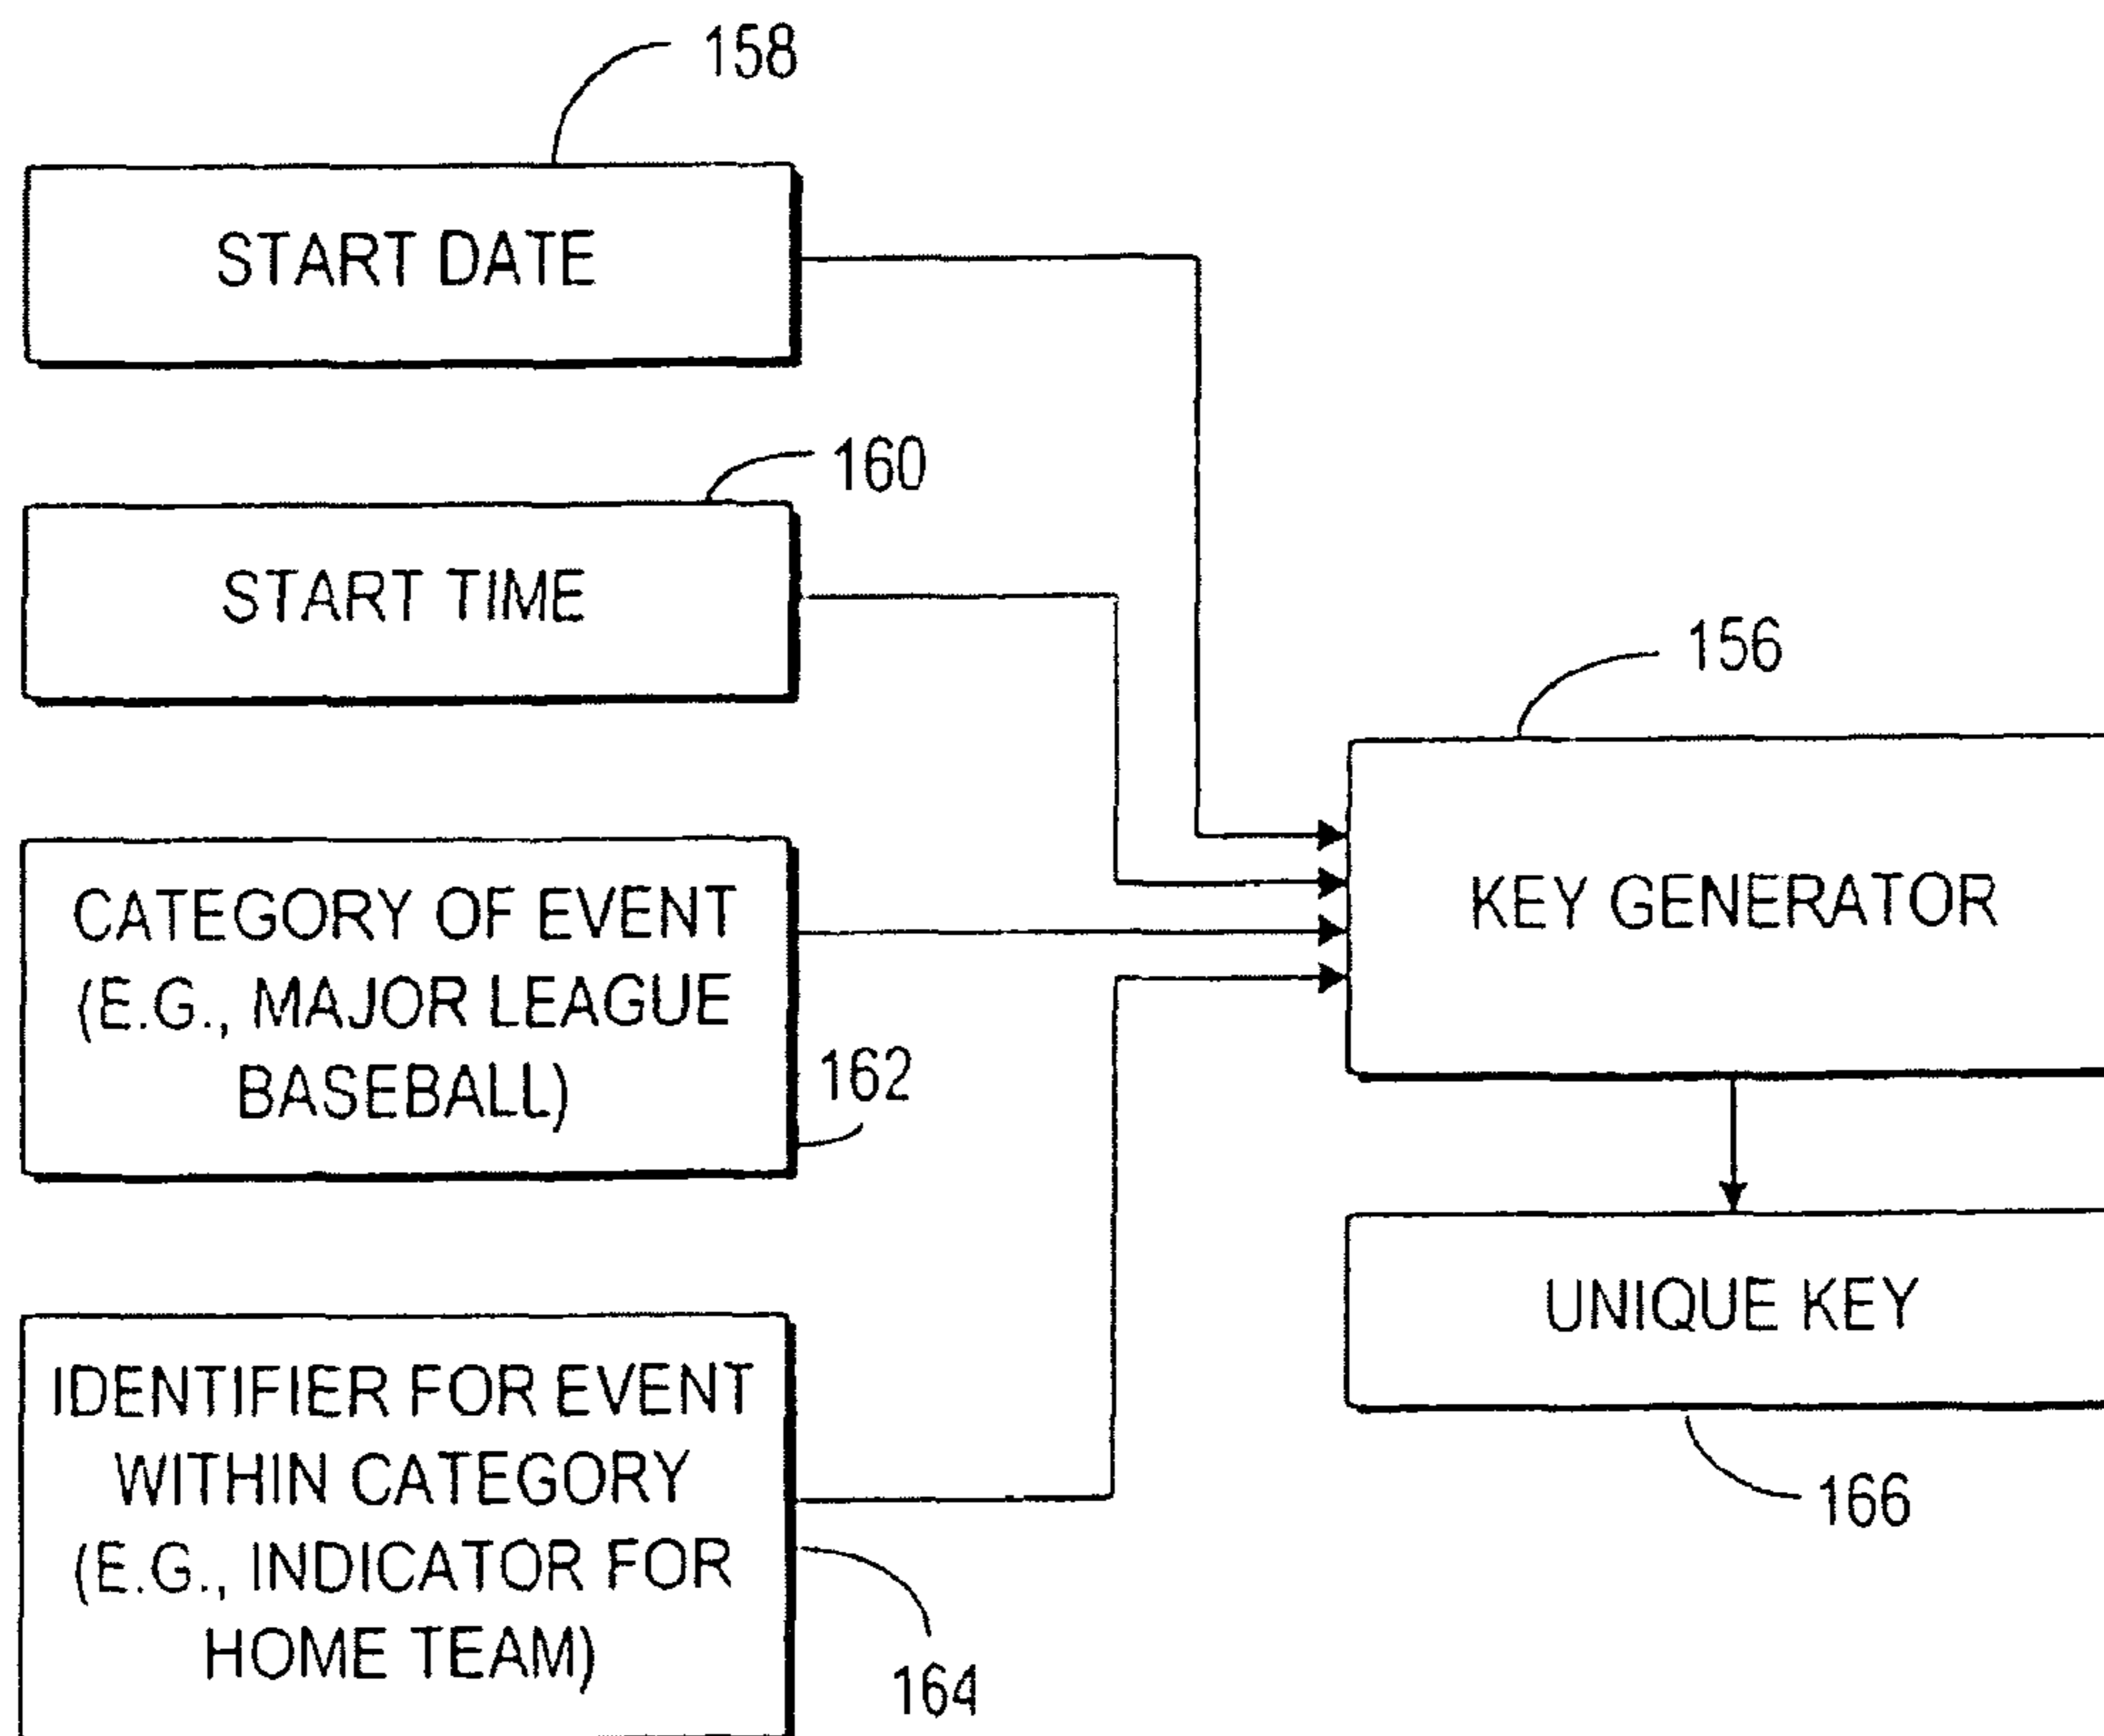 158
START DATE
160
START TIME
156
KEY GENERATOR
CATEGORY OF EVENT
(E.G., MAJOR LEAGUE
BASEBALL)
162
UNIQUE KEY
166
IDENTIFIER FOR EVENT
WITHIN CATEGORY
(E.G., INDICATOR FOR
HOME TEAM)
164